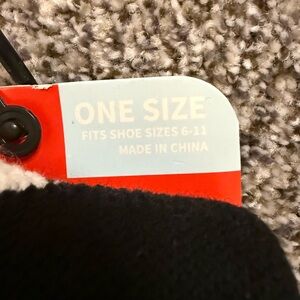 ONE SIZE
FITS SHOE SIZES 6-11
MADE IN CHINA